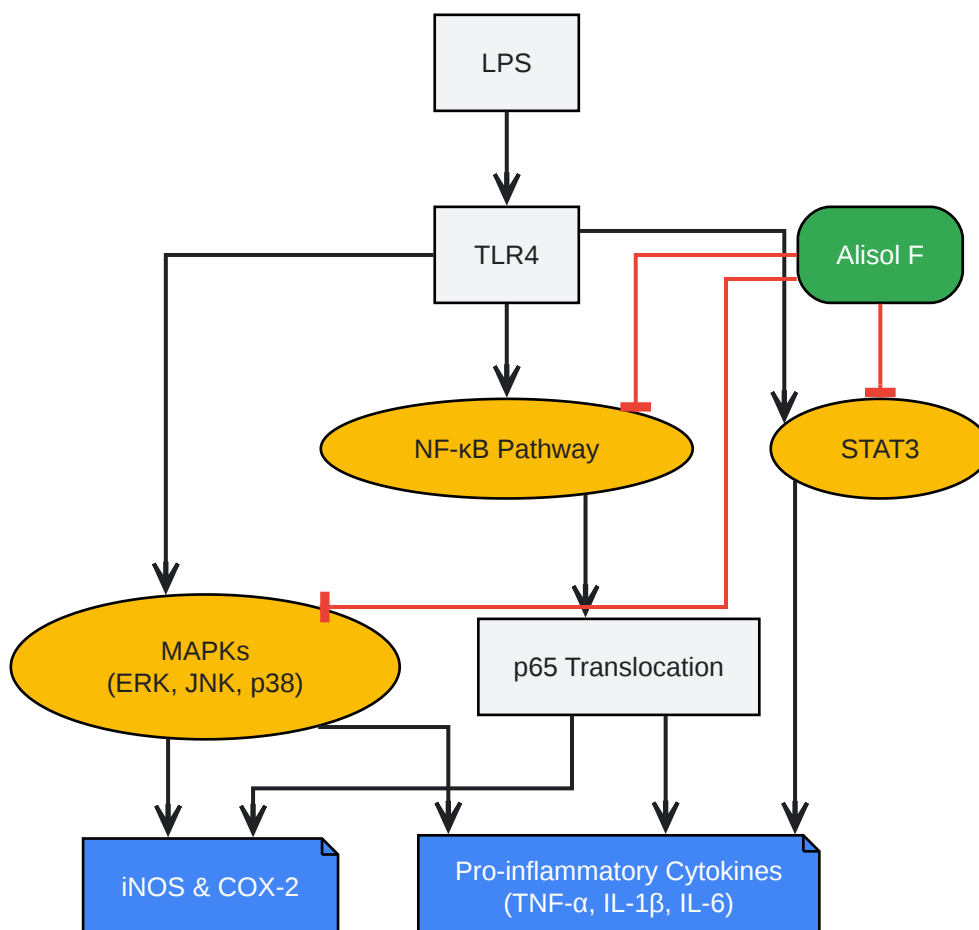 LPS
TLR4
Alisol F
NF-κB Pathway
STAT3
MAPKs
(ERK, JNK, p38)
p65 Translocation
iNOS & COX-2
Pro-inflammatory Cytokines
(TNF-α, IL-1β, IL-6)